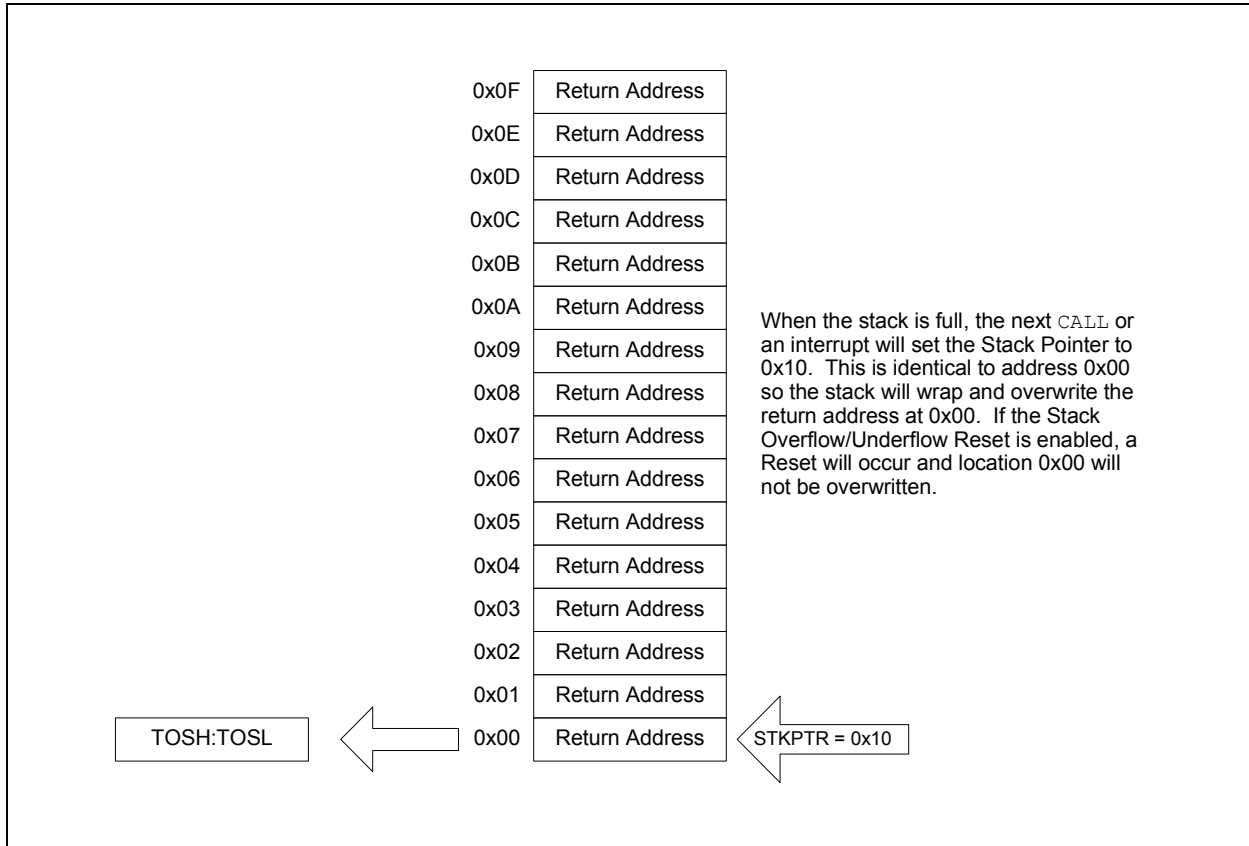 0x0F Return Address
0x0E Return Address
0x0D Return Address
0x0C Return Address
0x0B Return Address
0x0A Return Address
0x09 Return Address
0x08 Return Address
0x07 Return Address
0x06 Return Address
0x05 Return Address
0x04 Return Address
0x03 Return Address
0x02 Return Address
0x01 Return Address
TOSH:TOSL 0x00 Return Address STKPTR = 0x10
When the stack is full, the next CALL or
an interrupt will set the Stack Pointer to
0x10. This is identical to address 0x00
so the stack will wrap and overwrite the
return address at 0x00. If the Stack
Overflow/Underflow Reset is enabled, a
Reset will occur and location 0x00 will
not be overwritten.